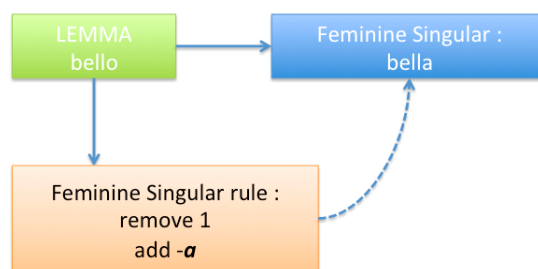 LEMMA
bello
Feminine Singular :
bella
Feminine Singular rule :
remove 1
add -a